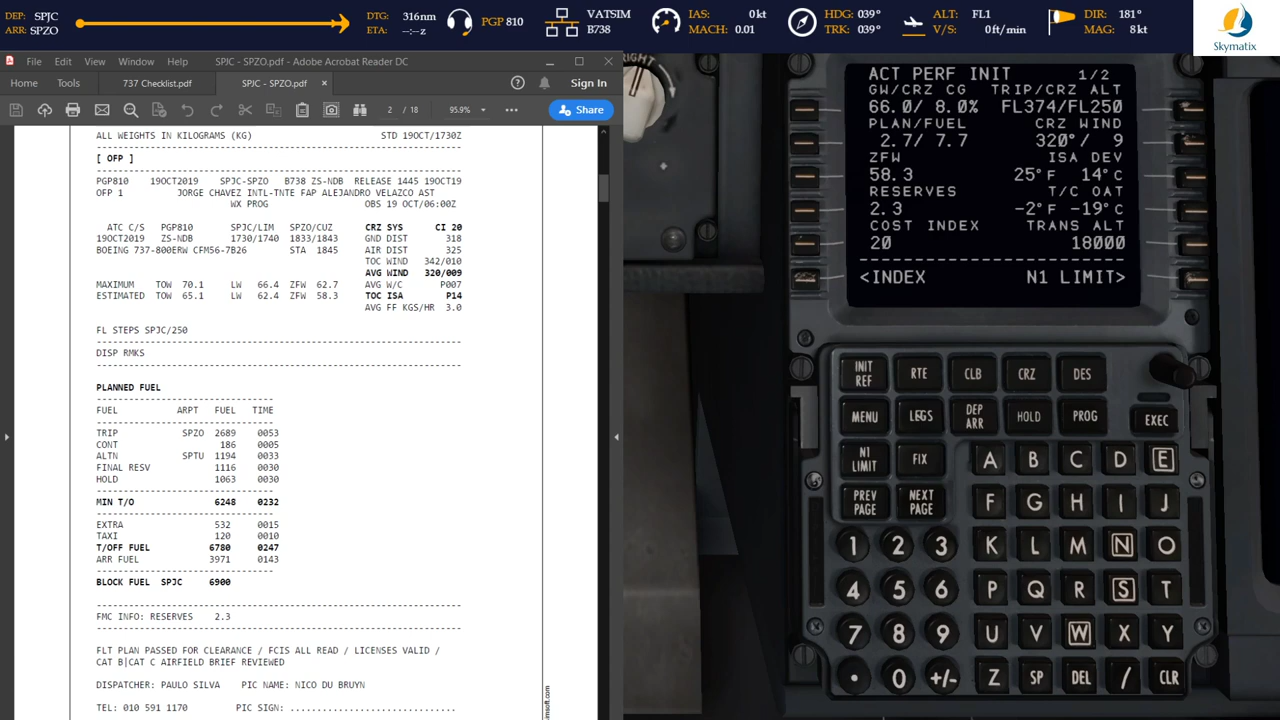 DEP: SPJC
ARR: SPZO
DTG: 316nm
ETA: --:--z
PGP 810
VATSIM
B738
IAS: 0 kt
MACH: 0.01
HDG: 039°
TRK: 039°
ALT: FL1
V/S: 0 ft/min
DIR: 181°
MAG: 8 kt
Skymatix
File Edit View Window Help
SPJC - SPZO.pdf - Adobe Acrobat Reader DC
Home Tools
737 Checklist.pdf
SPJC - SPZO.pdf ×
Sign In
2 / 18
95.9%
Share
ALL WEIGHTS IN KILOGRAMS (KG) STD 19OCT/1730Z
[ OFP ]
PGP810 19OCT2019 SPJC-SPZO B738 ZS-NDB RELEASE 1445 19OCT19
OFP 1 JORGE CHAVEZ INTL-TNTE FAP ALEJANDRO VELAZCO AST
WX PROG OBS 19 OCT/06:00Z
ATC C/S PGP810 SPJC/LIM SPZO/CUZ CRZ SYS CI 20
19OCT2019 ZS-NDB 1730/1740 1833/1843 GND DIST 318
BOEING 737-800ERW CFM56-7B26 STA 1845 AIR DIST 325
TOC WIND 342/010
AVG WIND 320/009
MAXIMUM TOW 70.1 LW 66.4 ZFW 62.7 AVG W/C P007
ESTIMATED TOW 65.1 LW 62.4 ZFW 58.3 TOC ISA P14
AVG FF KGS/HR 3.0
FL STEPS SPJC/250
DISP RMKS
PLANNED FUEL
FUEL ARPT FUEL TIME
TRIP SPZO 2689 0053
CONT 186 0005
ALTN SPTU 1194 0033
FINAL RESV 1116 0030
HOLD 1063 0030
MIN T/O 6248 0232
EXTRA 532 0015
TAXI 120 0010
T/OFF FUEL 6780 0247
ARR FUEL 3971 0143
BLOCK FUEL SPJC 6900
FMC INFO: RESERVES 2.3
FLT PLAN PASSED FOR CLEARANCE / FCIS ALL READ / LICENSES VALID /
CAT B|CAT C AIRFIELD BRIEF REVIEWED
DISPATCHER: PAULO SILVA PIC NAME: NICO DU BRUYN
TEL: 010 591 1170 PIC SIGN: ..............................
RIGHT
ACT PERF INIT 1/2
GW/CRZ CG TRIP/CRZ ALT
66.0/ 8.0% FL374/FL250
PLAN/FUEL CRZ WIND
2.7/ 7.7 320°/ 9
ZFW ISA DEV
58.3 25°F 14°C
RESERVES T/C OAT
2.3 -2°F -19°C
COST INDEX TRANS ALT
20 18000
<INDEX N1 LIMIT>
INIT REF RTE CLB CRZ DES
MENU LEGS DEP ARR HOLD PROG EXEC
N1 LIMIT FIX A B C D E
PREV PAGE NEXT PAGE F G H I J
1 2 3 K L M N O
4 5 6 P Q R S T
7 8 9 U V W X Y
. 0 +/- Z SP DEL / CLR